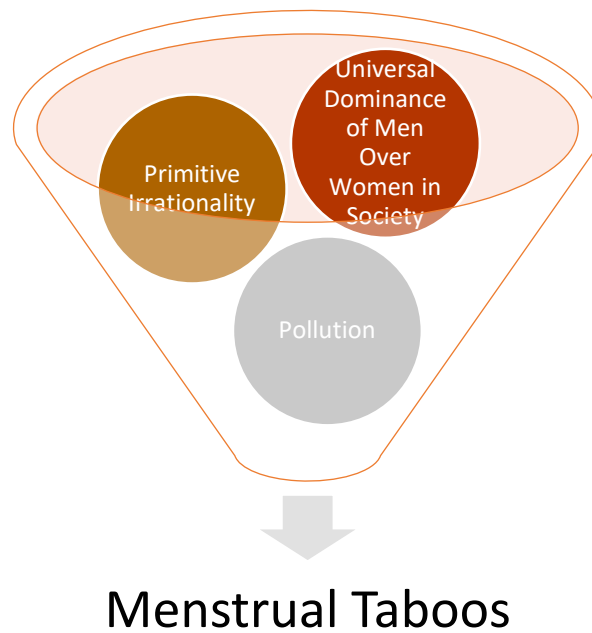 Universal
Dominance
of Men
Over
Women in
Society
Primitive
Irrationality
Pollution
Menstrual Taboos